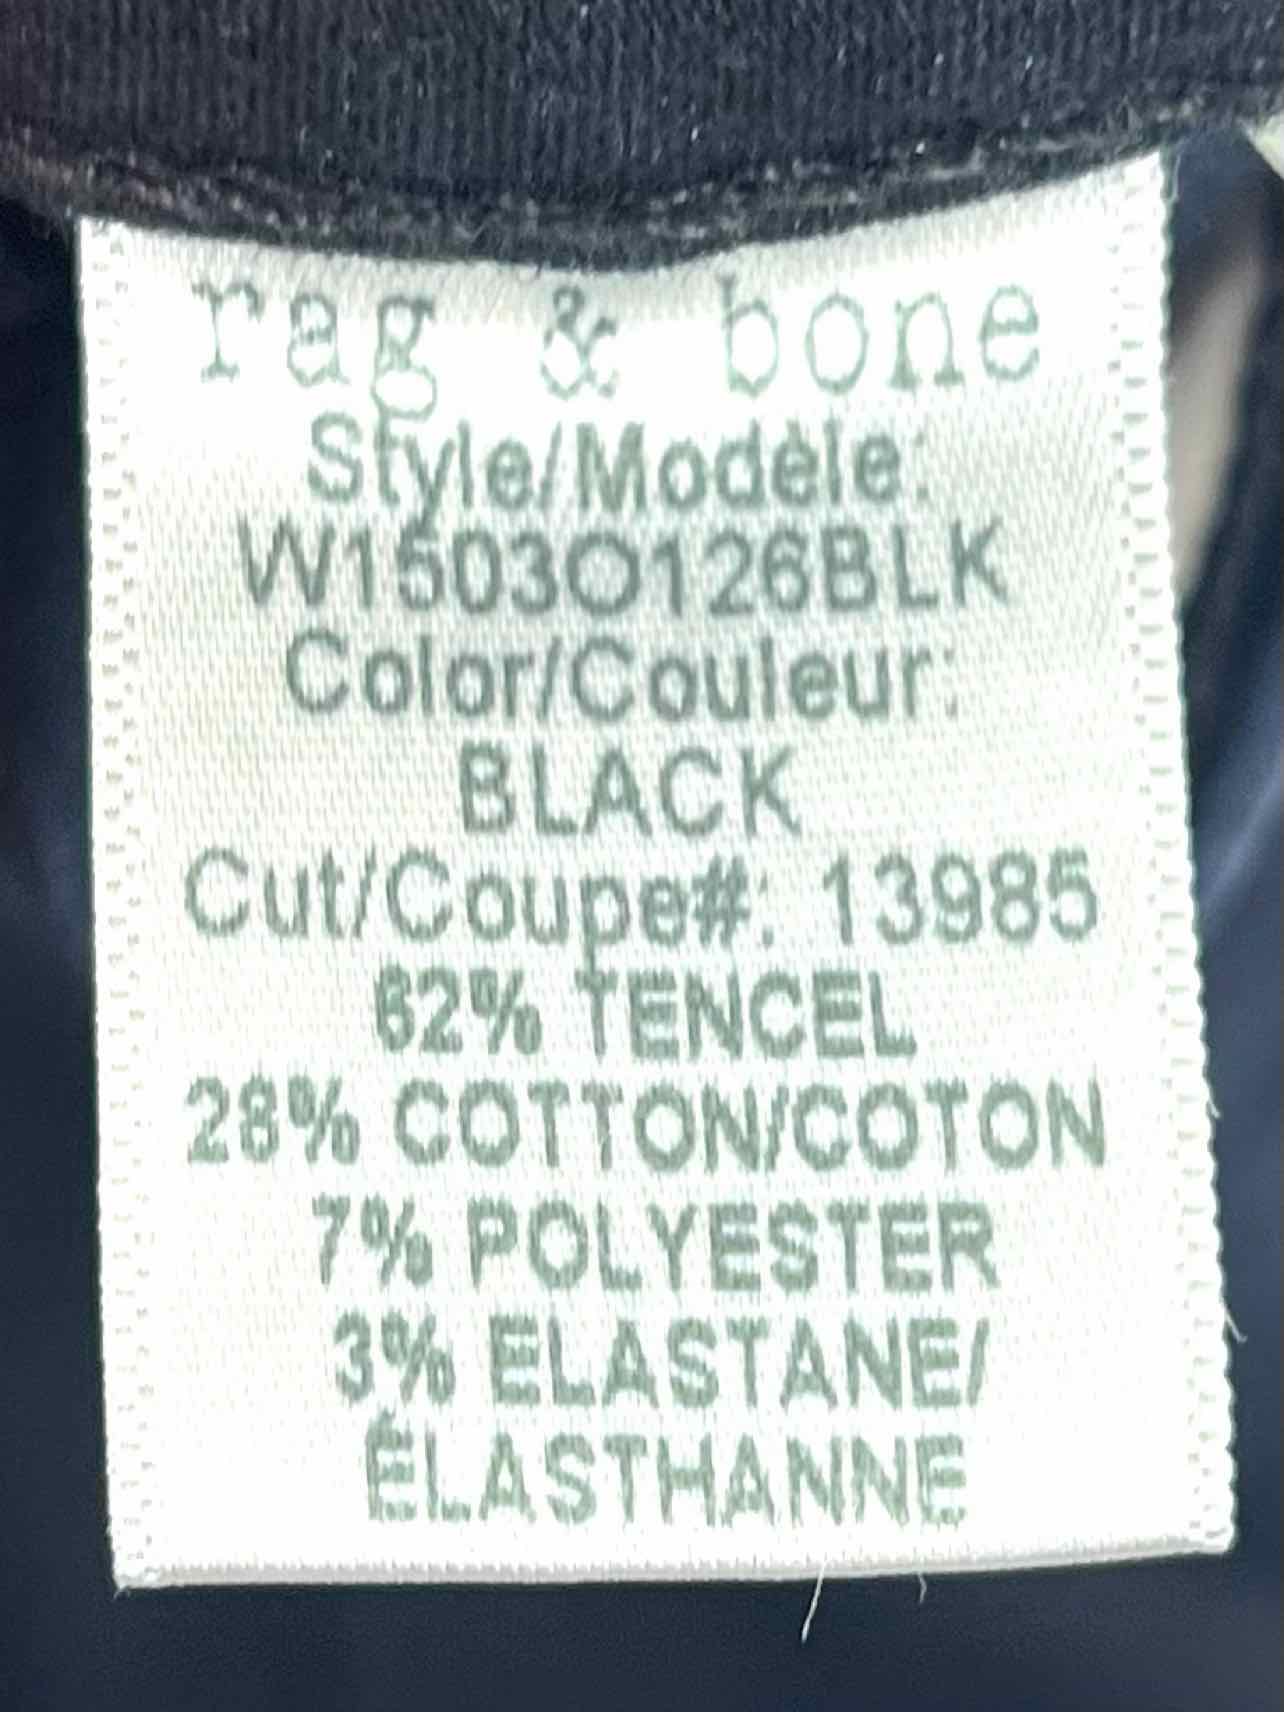 rag & bone
Style/Modèle:
W1503O126BLK
Color/Couleur:
BLACK
Cut/Coupe#: 13985
62% TENCEL
28% COTTON/COTON
7% POLYESTER
3% ELASTANE/
ÉLASTHANNE